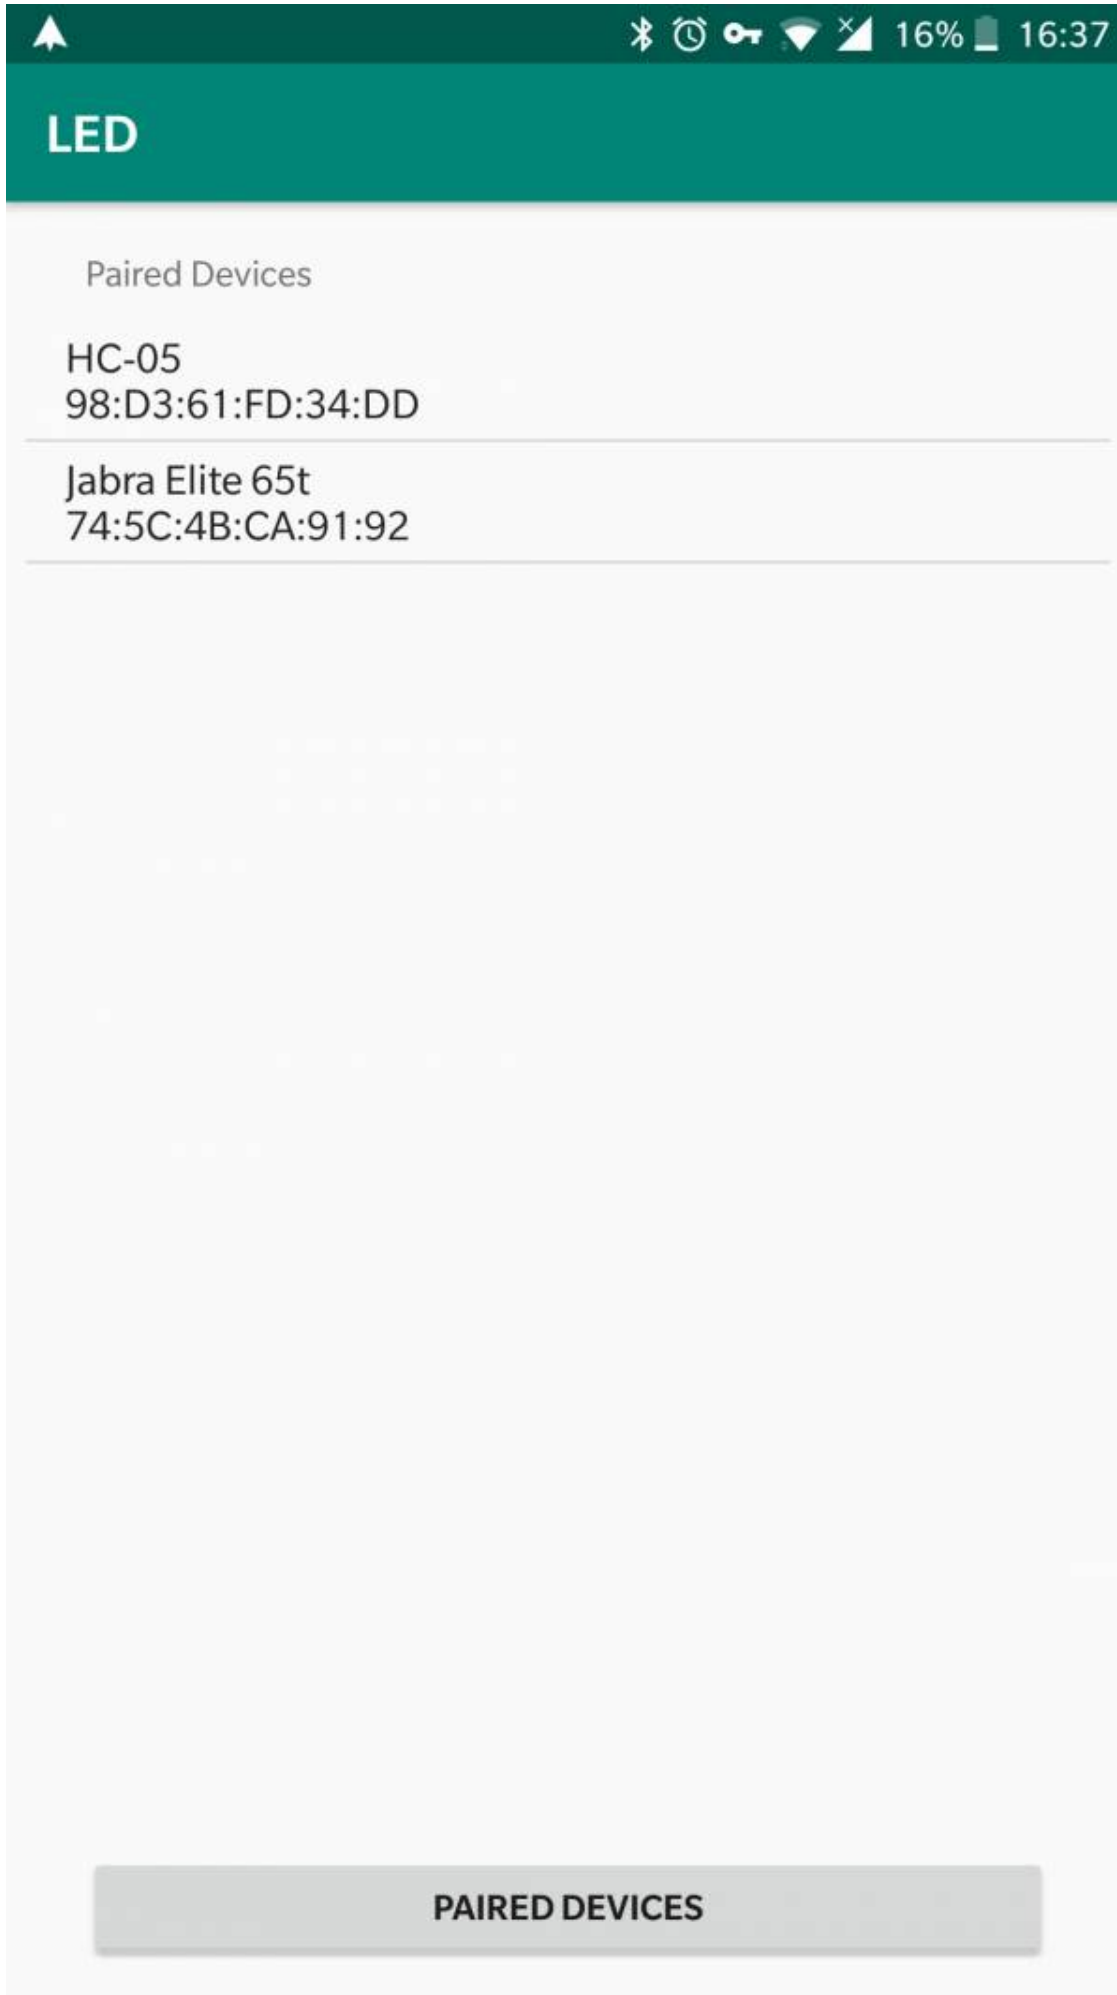 16% 16:37
LED
Paired Devices
HC-05
98:D3:61:FD:34:DD
Jabra Elite 65t
74:5C:4B:CA:91:92
PAIRED DEVICES